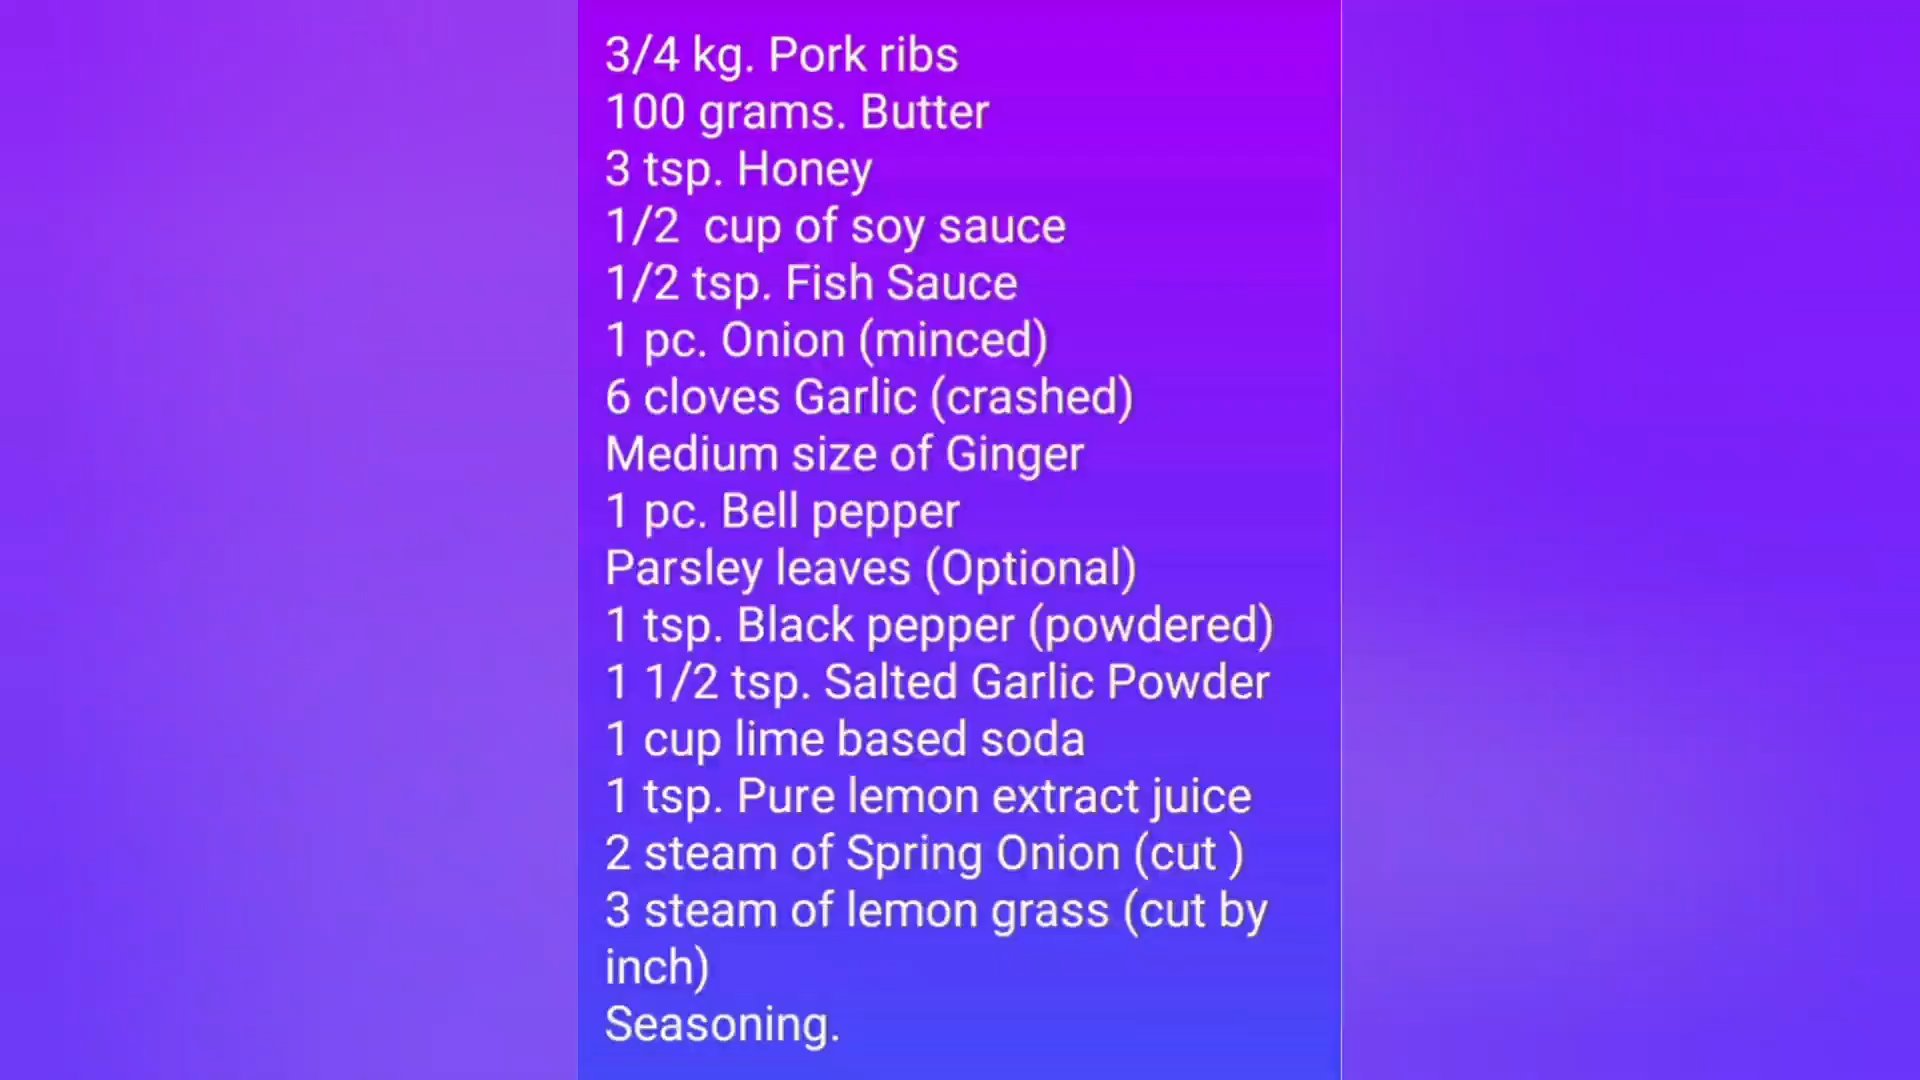 3/4 kg. Pork ribs
100 grams. Butter
3 tsp. Honey
1/2  cup of soy sauce
1/2 tsp. Fish Sauce
1 pc. Onion (minced)
6 cloves Garlic (crashed)
Medium size of Ginger
1 pc. Bell pepper
Parsley leaves (Optional)
1 tsp. Black pepper (powdered)
1 1/2 tsp. Salted Garlic Powder
1 cup lime based soda
1 tsp. Pure lemon extract juice
2 steam of Spring Onion (cut )
3 steam of lemon grass (cut by
inch)
Seasoning.